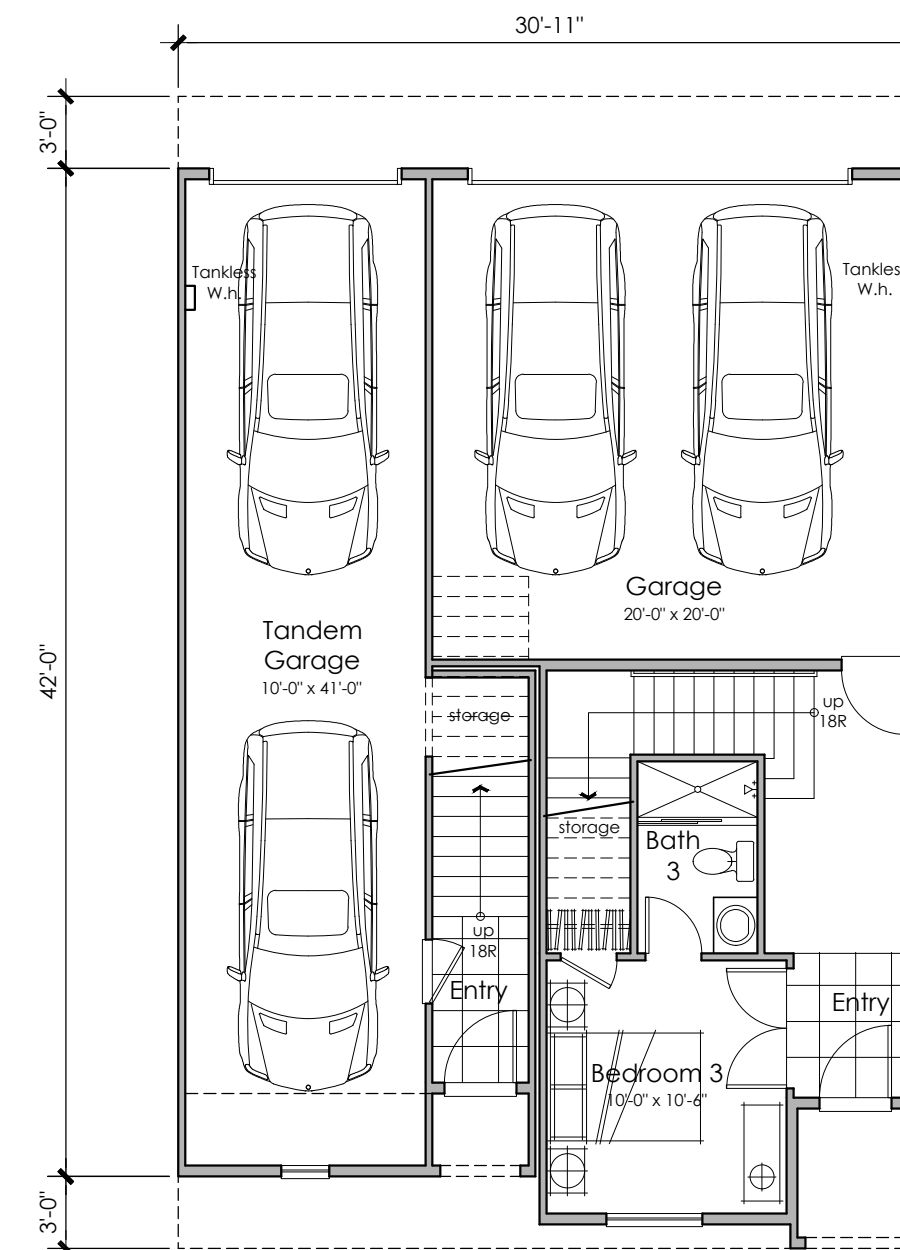 30'-11"
3'-0"
Tankless
W.h.
Tankles
W.h.
Garage
20'-0" x 20'-0"
Tandem
Garage
10'-0" x 41'-0"
42'-0"
storage
up
18R
storage
Bath
3
up
18R
Entry
Entry
Bedroom 3
10'-0" x 10'-6"
3'-0"